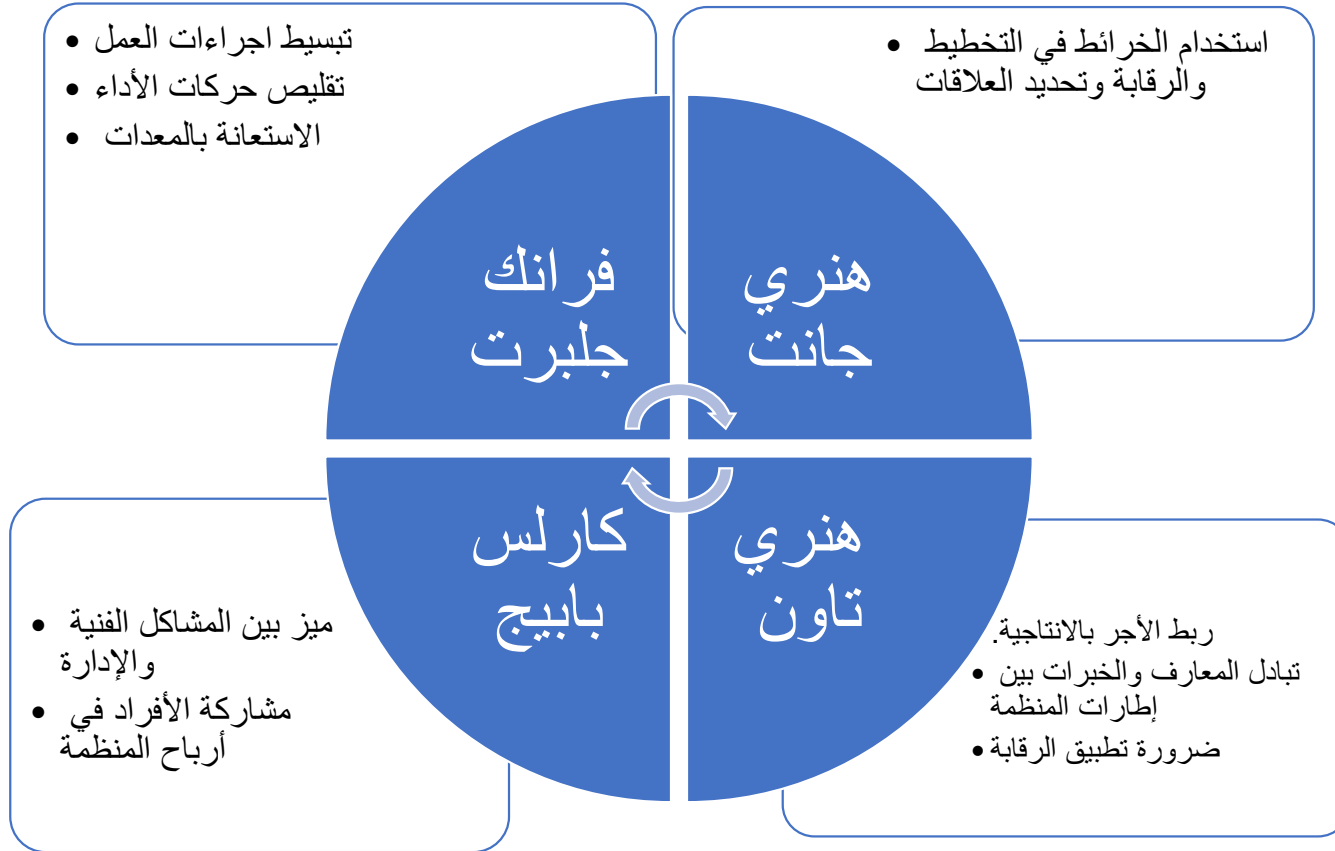 استخدام الخرائط في التخطيط
والرقابة وتحديد العلاقات
تبسيط اجراءات العمل
تقليص حركات الأداء
الاستعانة بالمعدات
هنري
جانت
فرانك
جلبرت
هنري
تاون
كارلس
بابيج
ربط الأجر بالانتاجية.
تبادل المعارف والخبرات بين
إطارات المنظمة
ضرورة تطبيق الرقابة
ميز بين المشاكل الفنية
والإدارة
مشاركة الأفراد في
أرباح المنظمة